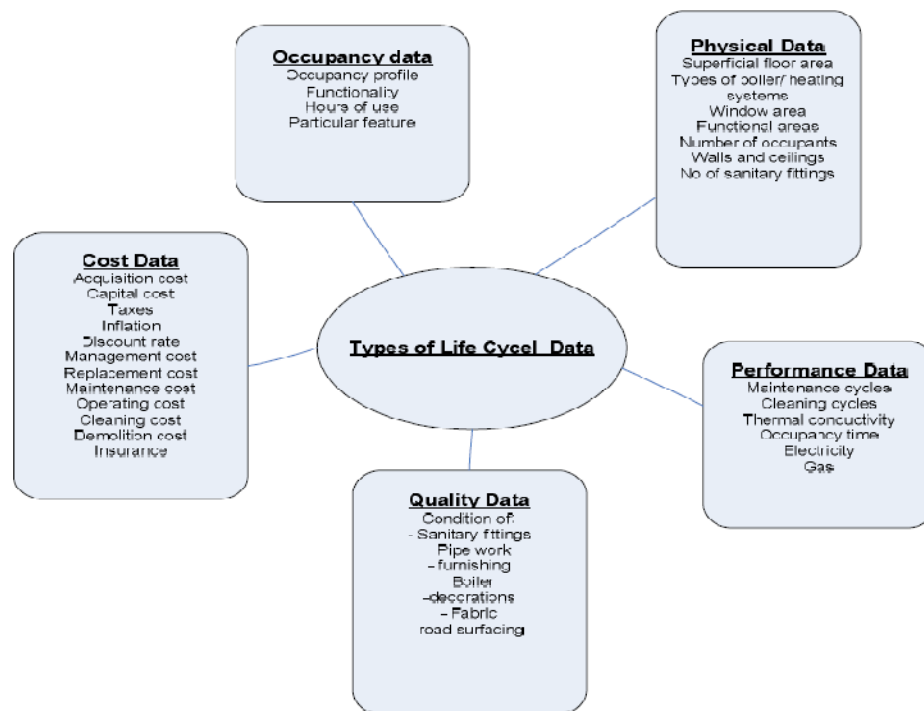 Occupancy data
Occupancy profile
Functionality
Hours of use
Particular feature
Physical Data
Superficial floor area
Types of boiler/ heating
systems
Window area
Functional areas
Number of occupants
Walls and ceilings
No of sanitary fittings
Cost Data
Acquisition cost
Capital cost
Taxes
Inflation
Discount rate
Management cost
Replacement cost
Maintenance cost
Operating cost
Cleaning cost
Demolition cost
Insurance
Types of Life Cycel Data
Performance Data
Maintenance cycles
Cleaning cycles
Thermal conductivity
Occupancy time
Electricity
Gas
Quality Data
Condition of:
- Sanitary fittings
Pipe work
– furnishing
Boiler
–decorations
– Fabric
road surfacing